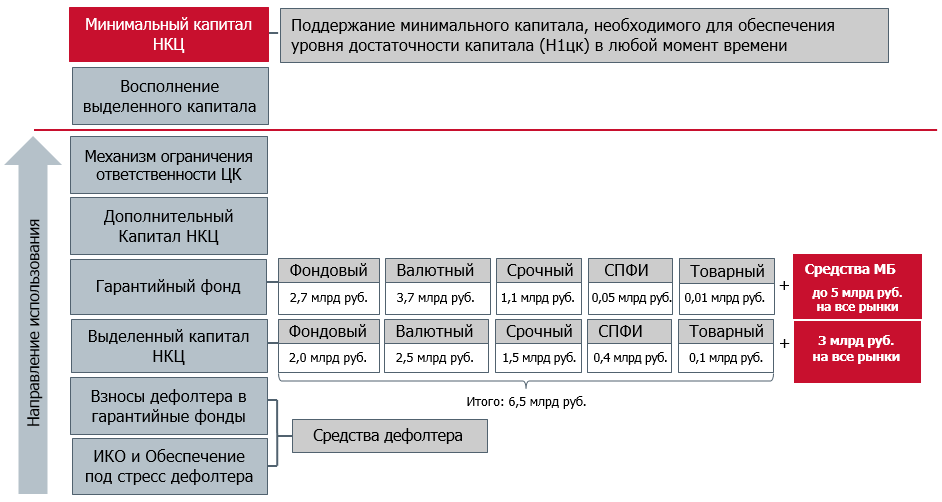 Минимальный капитал
НКЦ
Поддержание минимального капитала, необходимого для обеспечения
уровня достаточности капитала (Н1цк) в любой момент времени
Восполнение
выделенного капитала
Направление использования
Механизм ограничения
ответственности ЦК
Дополнительный
Капитал НКЦ
Гарантийный фонд
Фондовый
2,7 млрд руб.
Валютный
3,7 млрд руб.
Срочный
1,1 млрд руб.
СПФИ
0,05 млрд руб.
Товарный
0,01 млрд руб.
+
Средства МБ
до 5 млрд руб.
на все рынки
Выделенный капитал
НКЦ
Фондовый
2,0 млрд руб.
Валютный
2,5 млрд руб.
Срочный
1,5 млрд руб.
СПФИ
0,4 млрд руб.
Товарный
0,1 млрд руб.
+
3 млрд руб.
на все рынки
Итого: 6,5 млрд руб.
Взносы дефолтера в
гарантийные фонды
Средства дефолтера
ИКО и Обеспечение
под стресс дефолтера